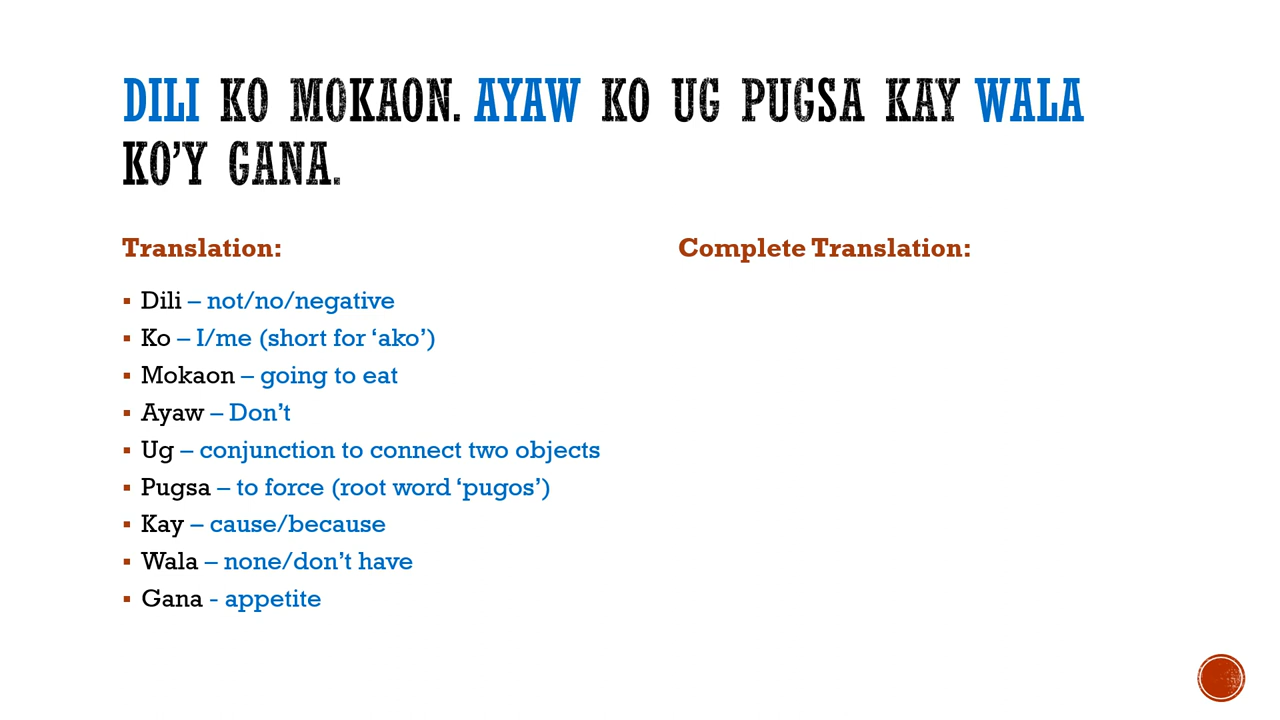 DILI KO MOKAON. AYAW KO UG PUGSA KAY WALA
KO’Y GANA.
Translation:
▪ Dili – not/no/negative
▪ Ko – I/me (short for ‘ako’)
▪ Mokaon – going to eat
▪ Ayaw – Don’t
▪ Ug – conjunction to connect two objects
▪ Pugsa – to force (root word ‘pugos’)
▪ Kay – cause/because
▪ Wala – none/don’t have
▪ Gana - appetite
Complete Translation: